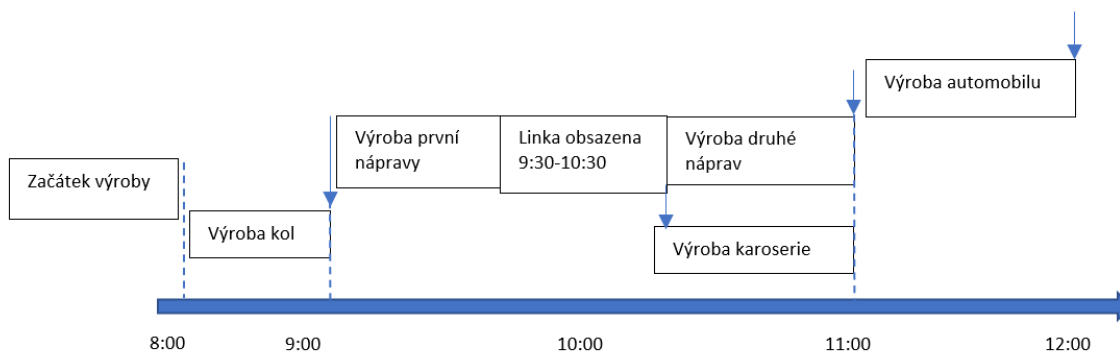 Výroba automobilu
Výroba první
nápravy
Linka obsazena
9:30-10:30
Výroba druhé
náprav
Začátek výroby
Výroba kol
Výroba karoserie
8:00
9:00
10:00
11:00
12:00